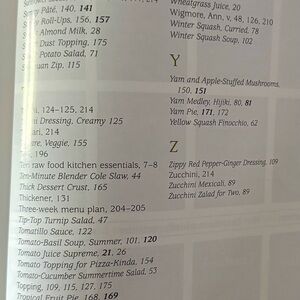 Pâté, 140, 141
Roll-Ups, 156, 157
Almond Milk, 28
Dust Topping, 175
Potato Salad, 71
Zip, 115
124–125, 214
Dressing, Creamy 125
214
Veggie, 155
196
Ten raw food kitchen essentials, 7–8
Ten-Minute Blender Cole Slaw, 44
Thick Dessert Crust, 165
Thickener, 131
Three-week menu plan, 204–205
Tip-Top Turnip Salad, 47
Tomatillo Sauce, 122
Tomato-Basil Soup, Summer, 101, 120
Tomato Juice Supreme, 21, 26
Tomato Topping for Pizza-Kinda, 154
Tomato-Cucumber Summertime Salad, 53
Topping, 109, 115, 127, 175
Tropical Fruit Pie, 168, 169
Wheatgrass Juice, 20
Wigmore, Ann, v, 48, 126, 210
Winter Squash, Curried, 78
Winter Squash Soup, 102
Y
Yam and Apple-Stuffed Mushrooms,
150, 151
Yam Medley, Hijiki, 80, 81
Yam Pie, 171, 172
Yellow Squash Finocchio, 62
Z
Zippy Red Pepper-Ginger Dressing, 109
Zucchini, 214
Zucchini Mexicali, 89
Zucchini Zalad for Two, 89